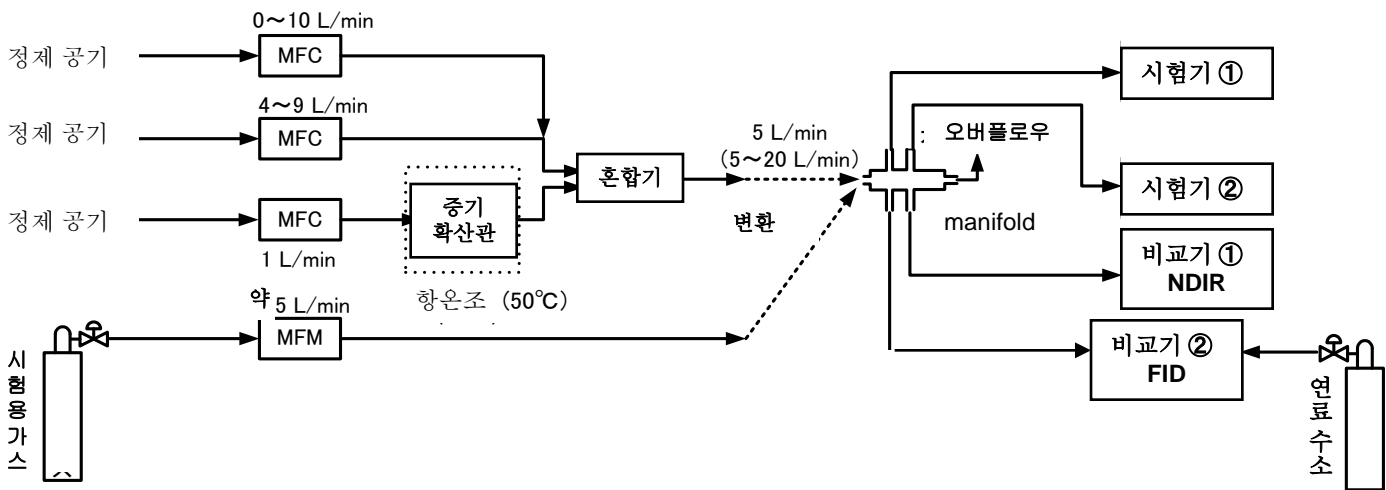 0～10 L/min
정제 공기
MFC
4～9 L/min
정제 공기
MFC
정제 공기
MFC
1 L/min
증기
확산관
항온조 (50℃)
혼합기
5 L/min
(5～20 L/min)
변환
약 5 L/min
MFM
시험용가스
: 오버플로우
manifold
시험기 ①
시험기 ②
비교기 ①
NDIR
비교기 ②
FID
연료 수소